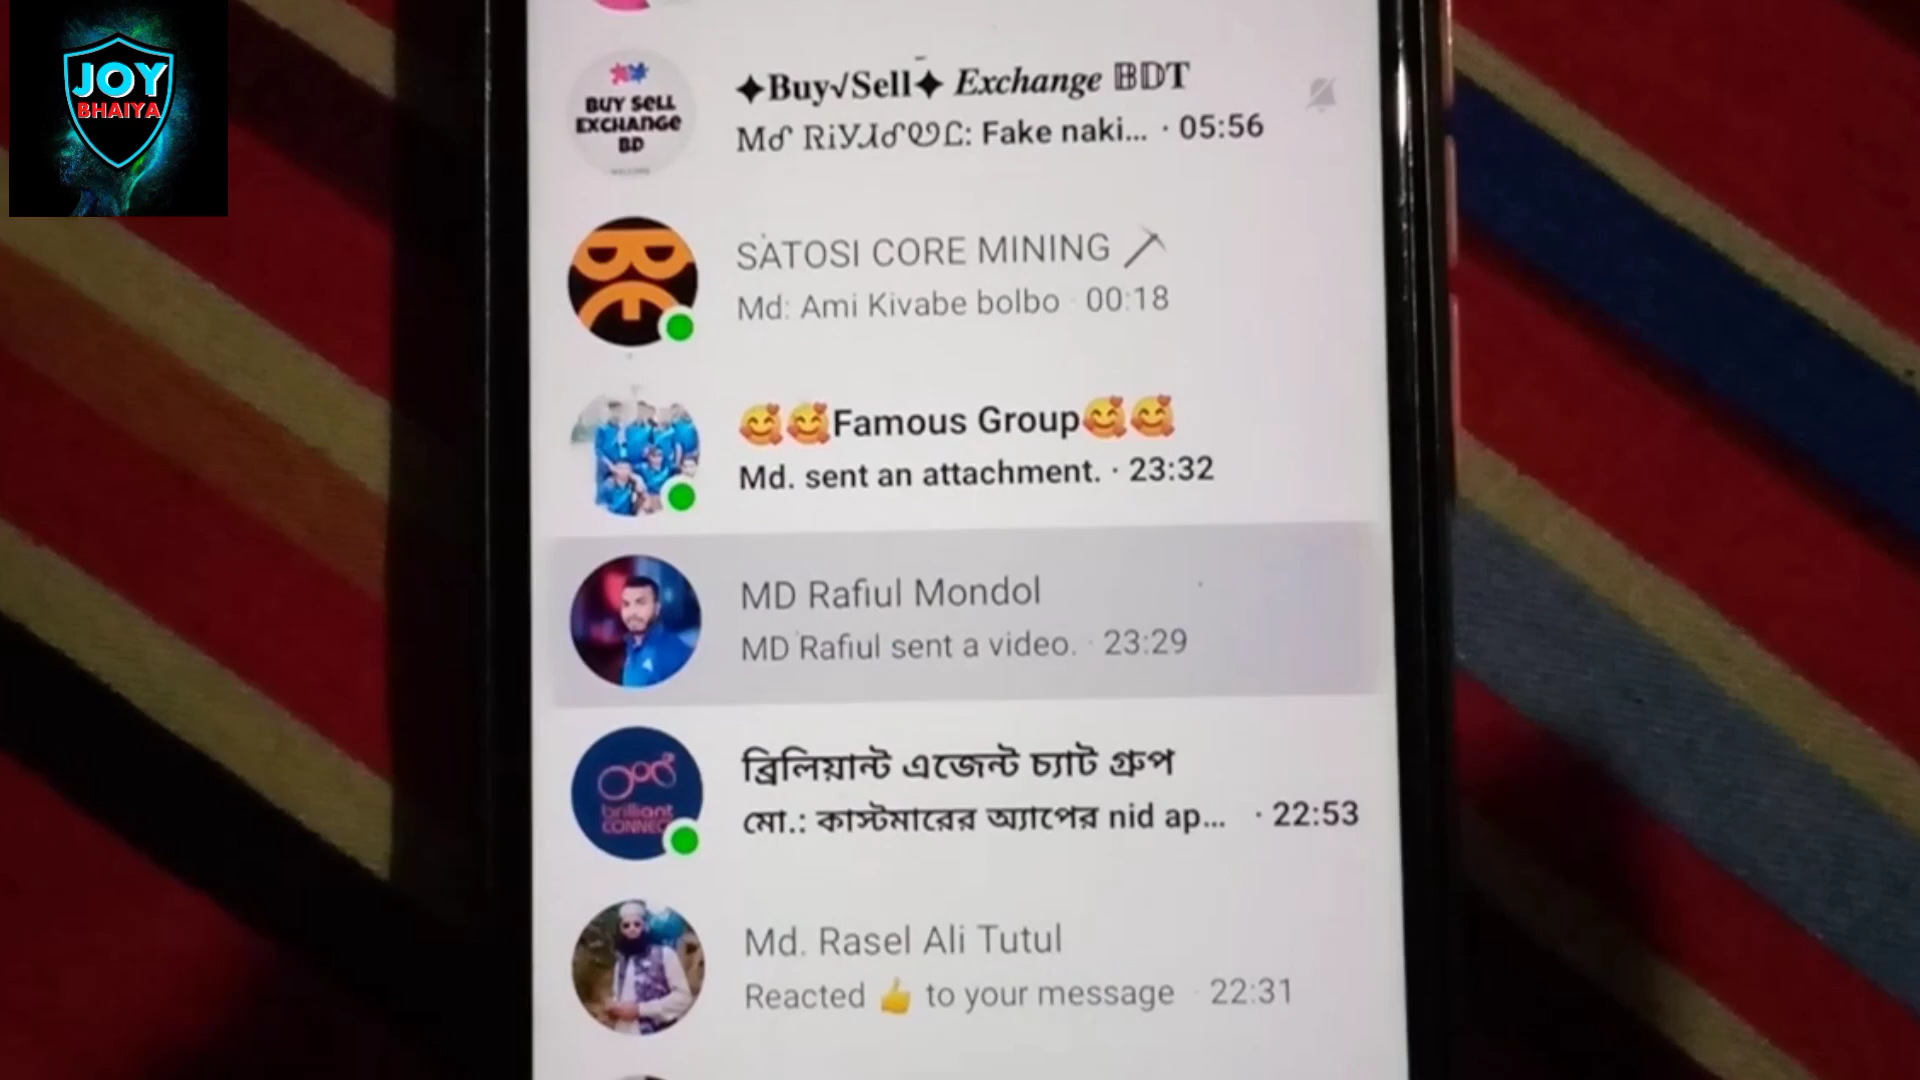 JOY
BHAIYA
BUY SELL
EXCHANGE
BD
✦Buy√Sell✦ Exchange 𝔹𝔻T
Fake naki... · 05:56
SATOSI CORE MINING
Md: Ami Kivabe bolbo · 00:18
🥰🥰Famous Group🥰🥰
Md. sent an attachment. · 23:32
MD Rafiul Mondol
MD Rafiul sent a video. · 23:29
brilliant
CONNECT
ব্রিলিয়ান্ট এজেন্ট চ্যাট গ্রুপ
মো.: কাস্টমারের অ্যাপের nid ap... · 22:53
Md. Rasel Ali Tutul
Reacted 👍 to your message · 22:31